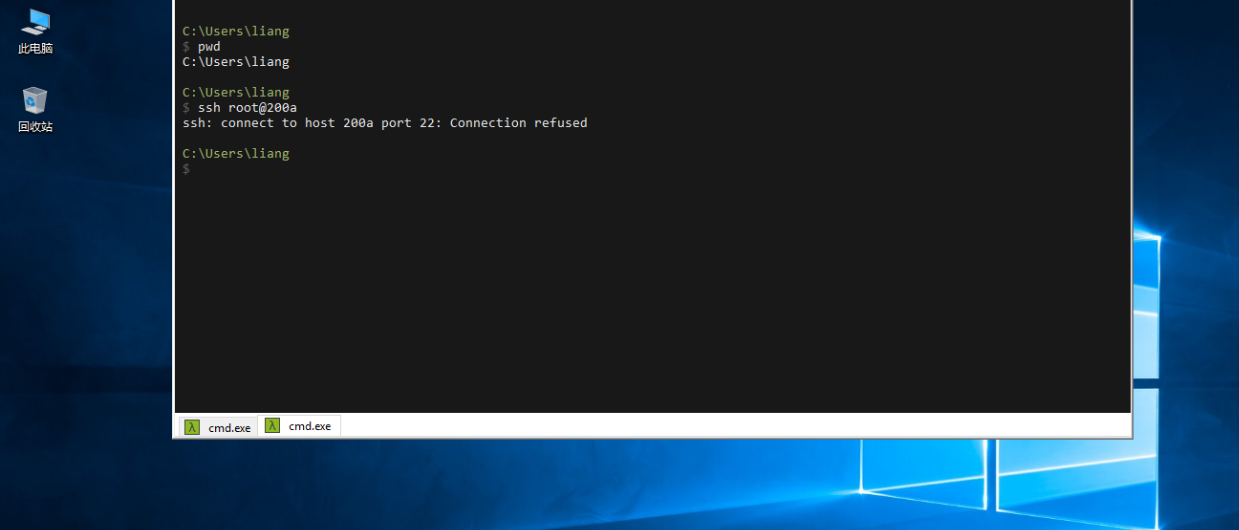 此电脑
回收站
C:\Users\liang
$ pwd
C:\Users\liang
C:\Users\liang
$ ssh root@200a
ssh: connect to host 200a port 22: Connection refused
C:\Users\liang
$
λ cmd.exe
λ cmd.exe